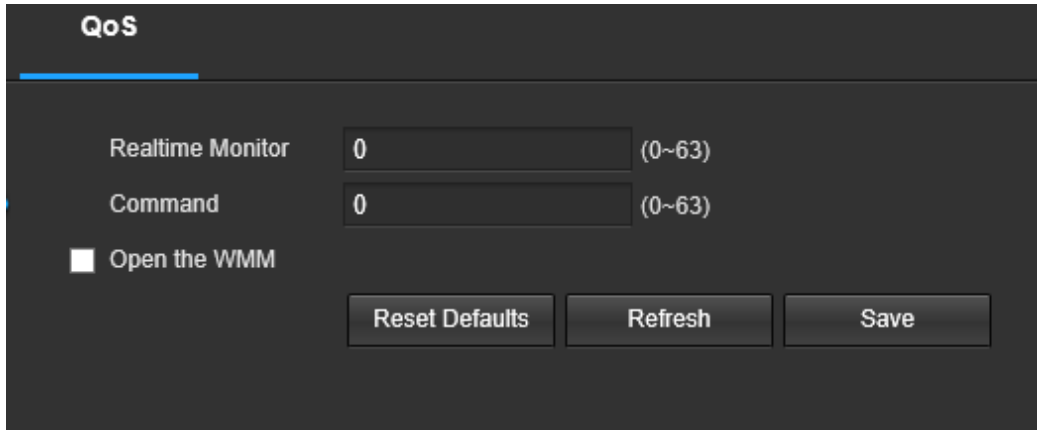 QoS
Realtime Monitor 0 (0~63)
Command 0 (0~63)
Open the WMM
Reset Defaults Refresh Save